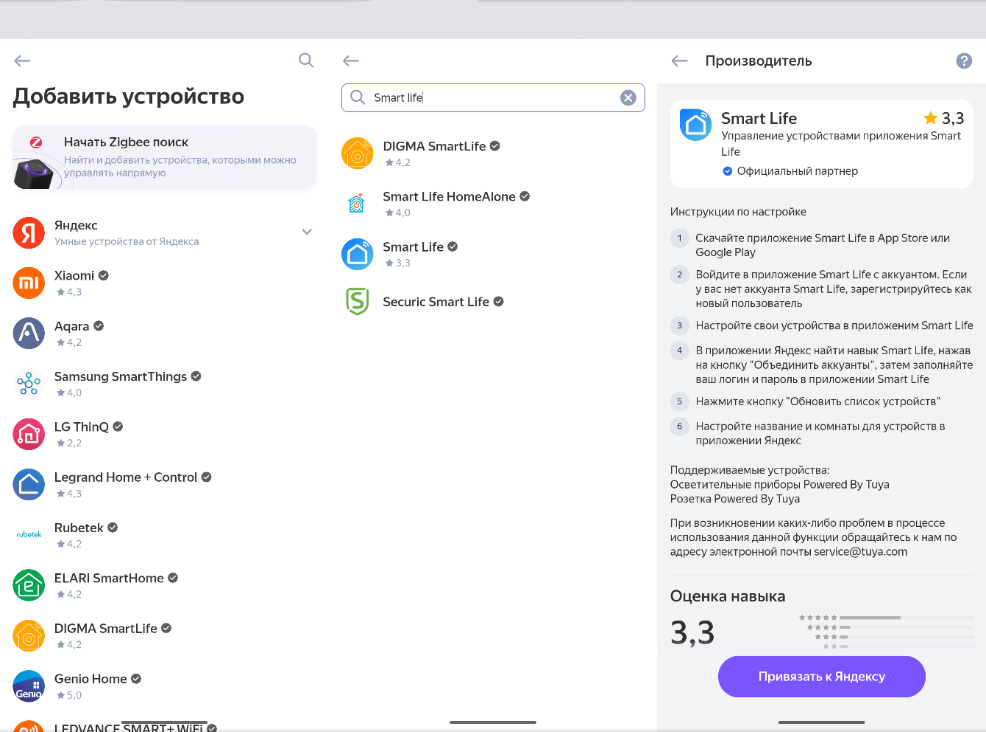 Добавить устройство
Начать Zigbee поиск
Найти и добавить устройства, которыми можно
управлять напрямую
Я
Яндекс
Умные устройства от Яндекса
Xiaomi
4,3
Aqara
4,2
Samsung SmartThings
4,0
LG ThinQ
2,2
Legrand Home + Control
4,3
rubetek
Rubetek
4,2
ELARI SmartHome
4,2
DIGMA SmartLife
4,2
Genio
Genio Home
5,0
LEDVANCE SMART+ WiFi
Smart life
DIGMA SmartLife
4,2
Smart Life HomeAlone
4,0
Smart Life
3,3
Securic Smart Life
Производитель
?
Smart Life
3,3
Управление устройствами приложения Smart
Life
Официальный партнер
Инструкции по настройке
1 Скачайте приложение Smart Life в App Store или
Google Play
2 Войдите в приложение Smart Life с аккуантом. Если
у вас нет аккуанта Smart Life, зарегистрируйтесь как
новый пользователь
3 Настройте свои устройства в приложением Smart Life
4 В приложении Яндекс найти навык Smart Life, нажав
на кнопку "Объединить аккуанты", затем заполняйте
ваш логин и пароль в приложении Smart Life
5 Нажмите кнопку "Обновить список устройств"
6 Настройте название и комнаты для устройств в
приложении Яндекс
Поддерживаемые устройства:
Осветительные приборы Powered By Tuya
Розетка Powered By Tuya
При возникновении каких-либо проблем в процессе
использования данной функции обращайтесь к нам по
адресу электронной почты service@tuya.com
Оценка навыка
3,3
Привязать к Яндексу